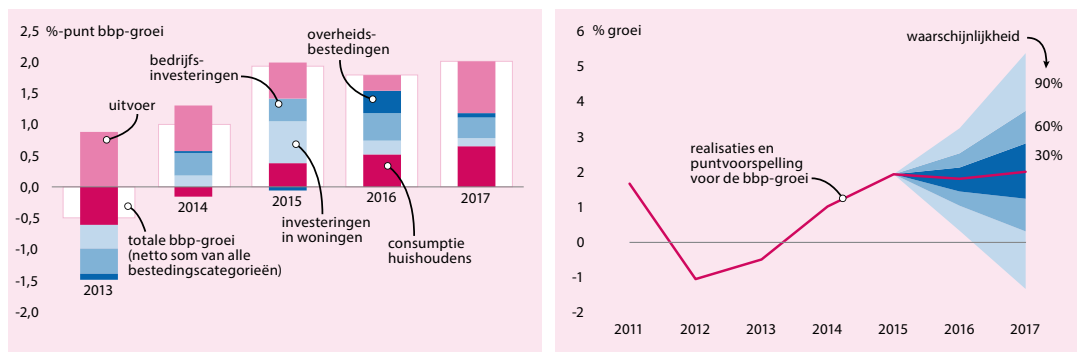 %-punt bbp-groei
2,5
2,0
1,5
1,0
0,5
0,0
-0,5
-1,0
-1,5
-2,0
uitvoer
bedrijfs-
investeringen
overheids-
bestedingen
totale bbp-groei
(netto som van alle
bestedingscategorieën)
investeringen
in woningen
consumptie
huishoudens
2013
2014
2015
2016
2017
% groei
6
5
4
3
2
1
0
-1
-2
waarschijnlijkheid
90%
60%
30%
realisaties en
puntvoorspelling
voor de bbp-groei
2011
2012
2013
2014
2015
2016
2017